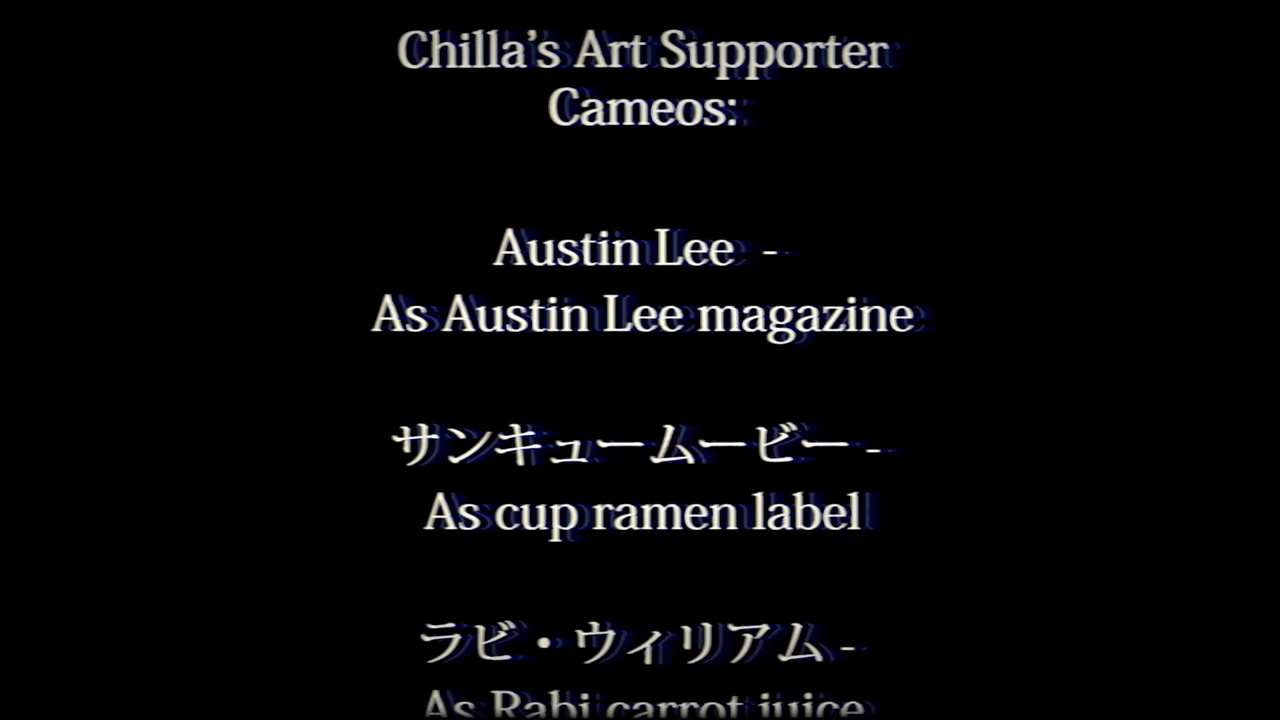 Chilla’s Art Supporter
Cameos:
Austin Lee -
As Austin Lee magazine
サンキュームービー -
As cup ramen label
ラビ・ウィリアム -
As Rabi carrot juice